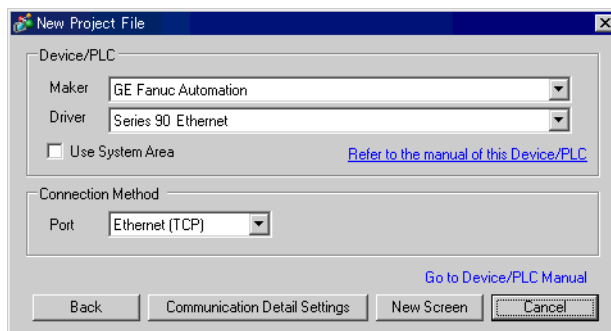 New Project File
Device/PLC
Maker GE Fanuc Automation
Driver Series 90 Ethernet
Use System Area Refer to the manual of this Device/PLC
Connection Method
Port Ethernet (TCP)
Go to Device/PLC Manual
Back Communication Detail Settings New Screen Cancel